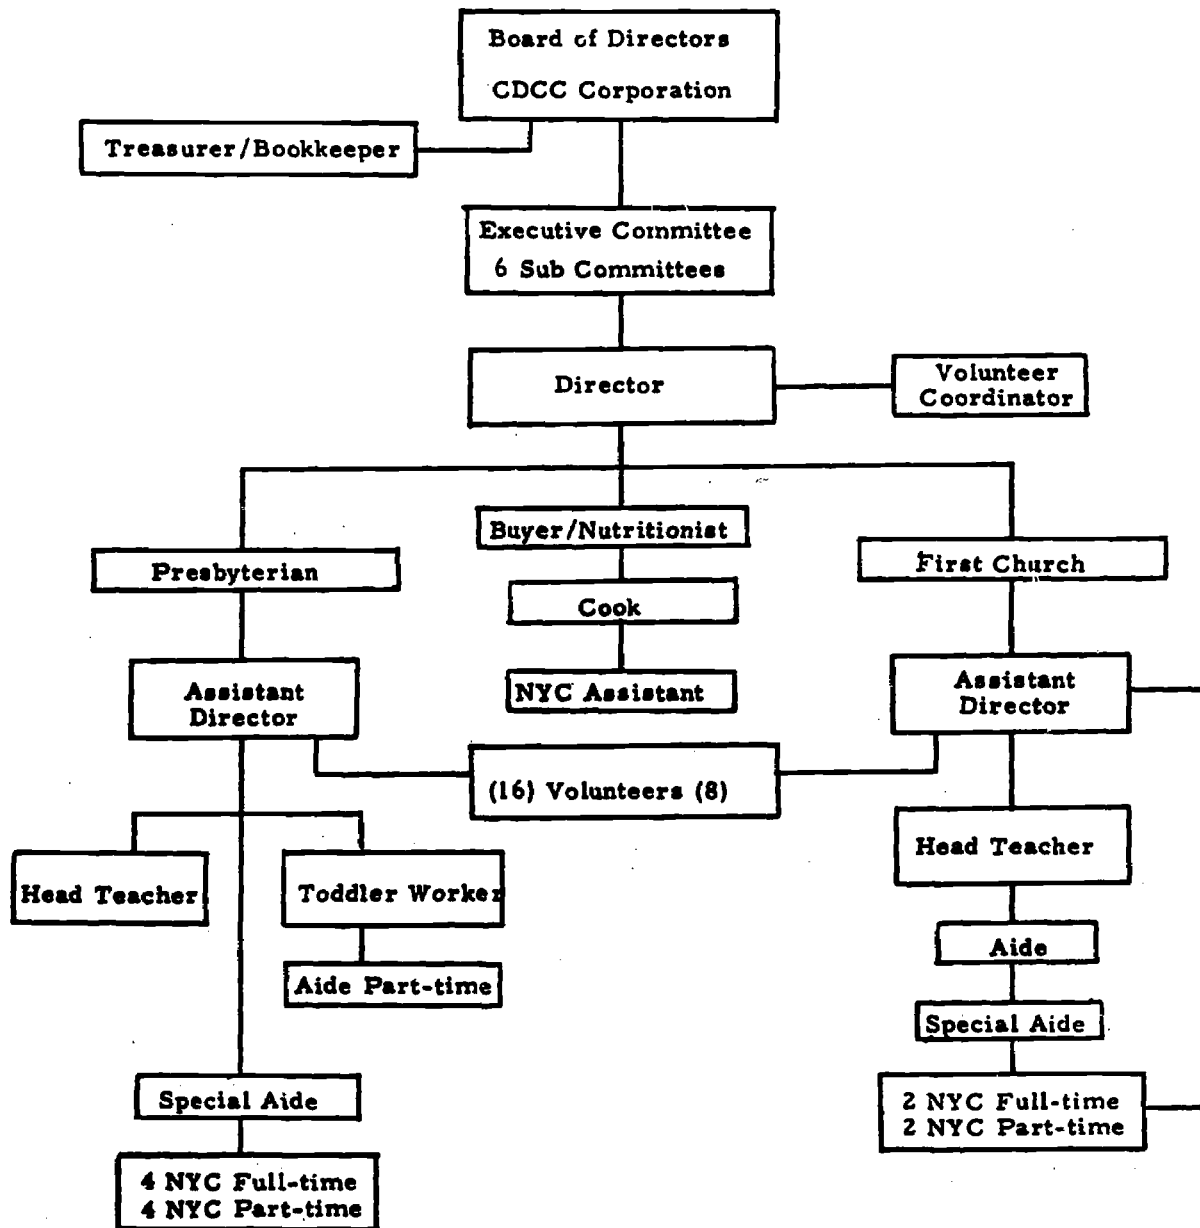 Board of Directors
CDCC Corporation
Treasurer/Bookkeeper
Executive Committee
6 Sub Committees
Director
Volunteer
Coordinator
Buyer/Nutritionist
Presbyterian
First Church
Cook
NYC Assistant
Assistant
Director
Assistant
Director
(16) Volunteers (8)
Head Teacher
Toddler Worker
Head Teacher
Aide Part-time
Aide
Special Aide
Special Aide
2 NYC Full-time
2 NYC Part-time
4 NYC Full-time
4 NYC Part-time